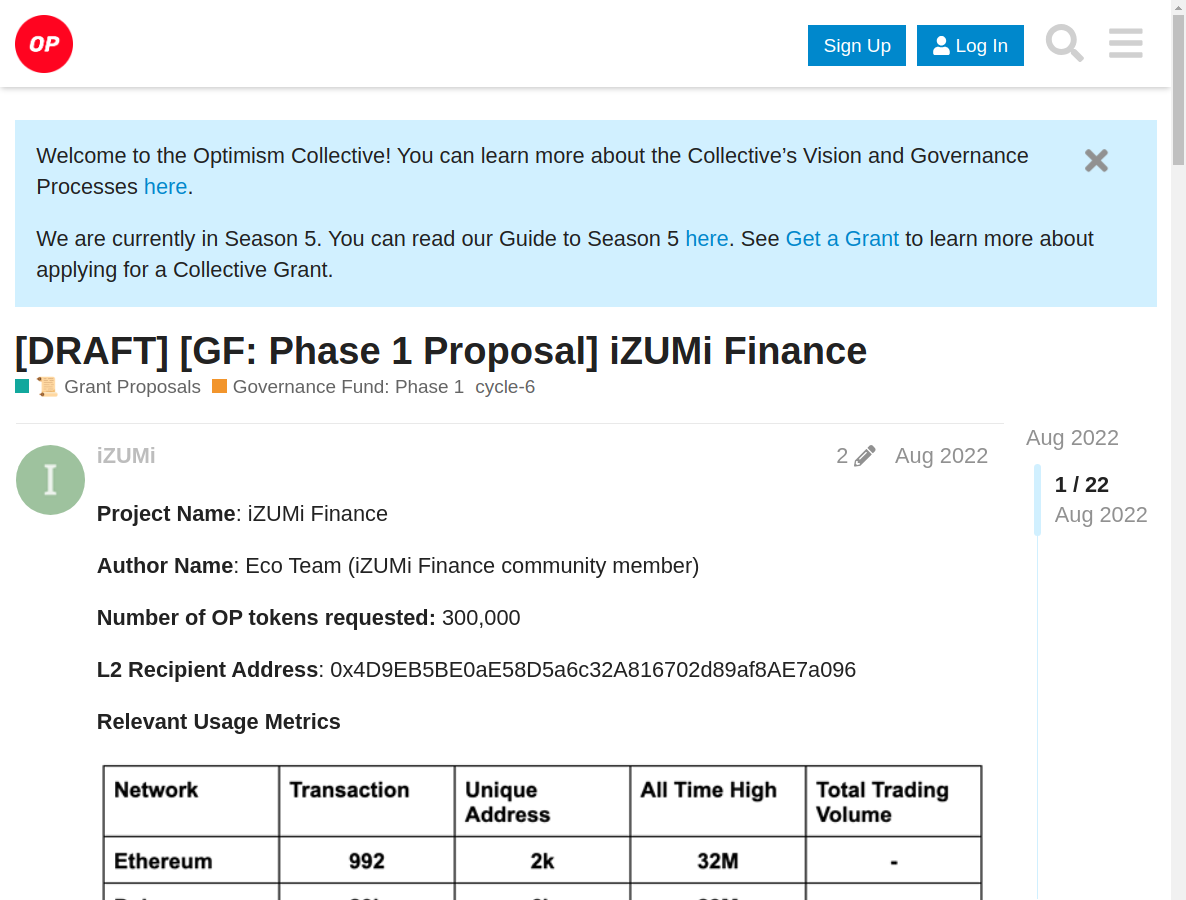 OP
Sign Up
Log In
Welcome to the Optimism Collective! You can learn more about the Collective’s Vision and Governance
Processes here.
We are currently in Season 5. You can read our Guide to Season 5 here. See Get a Grant to learn more about
applying for a Collective Grant.
[DRAFT] [GF: Phase 1 Proposal] iZUMi Finance
📜 Grant Proposals Governance Fund: Phase 1 cycle-6
I
iZUMi 2 Aug 2022
Aug 2022
1 / 22
Aug 2022
Project Name: iZUMi Finance
Author Name: Eco Team (iZUMi Finance community member)
Number of OP tokens requested: 300,000
L2 Recipient Address: 0x4D9EB5BE0aE58D5a6c32A816702d89af8AE7a096
Relevant Usage Metrics
Network Transaction Unique Address All Time High Total Trading Volume
Ethereum 992 2k 32M -